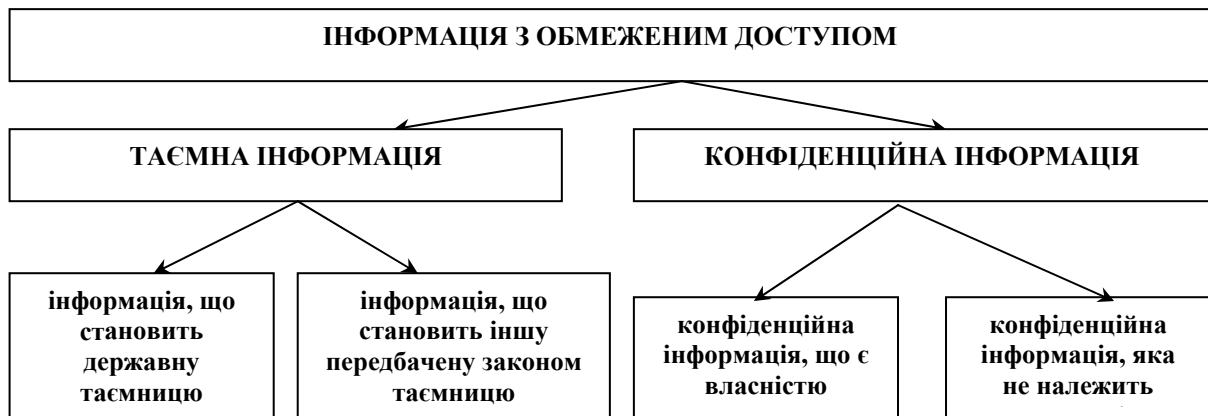 ІНФОРМАЦІЯ З ОБМЕЖЕНИМ ДОСТУПОМ
ТАЄМНА ІНФОРМАЦІЯ
КОНФІДЕНЦІЙНА ІНФОРМАЦІЯ
інформація, що
становить
державну
таємницю
інформація, що
становить іншу
передбачену законом
таємницю
конфіденційна
інформація, що є
власністю
конфіденційна
інформація, яка
не належить